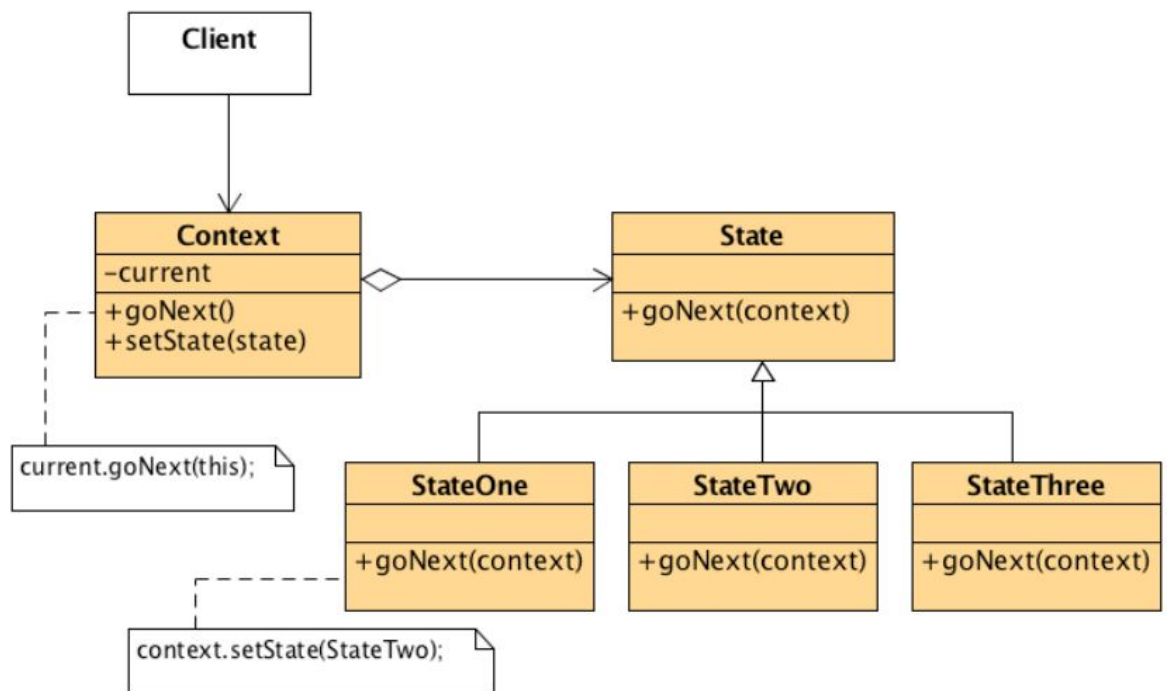 Client
Context
-current
+goNext()
+setState(state)
State
+goNext(context)
current.goNext(this);
StateOne
+goNext(context)
StateTwo
+goNext(context)
StateThree
+goNext(context)
context.setState(StateTwo);